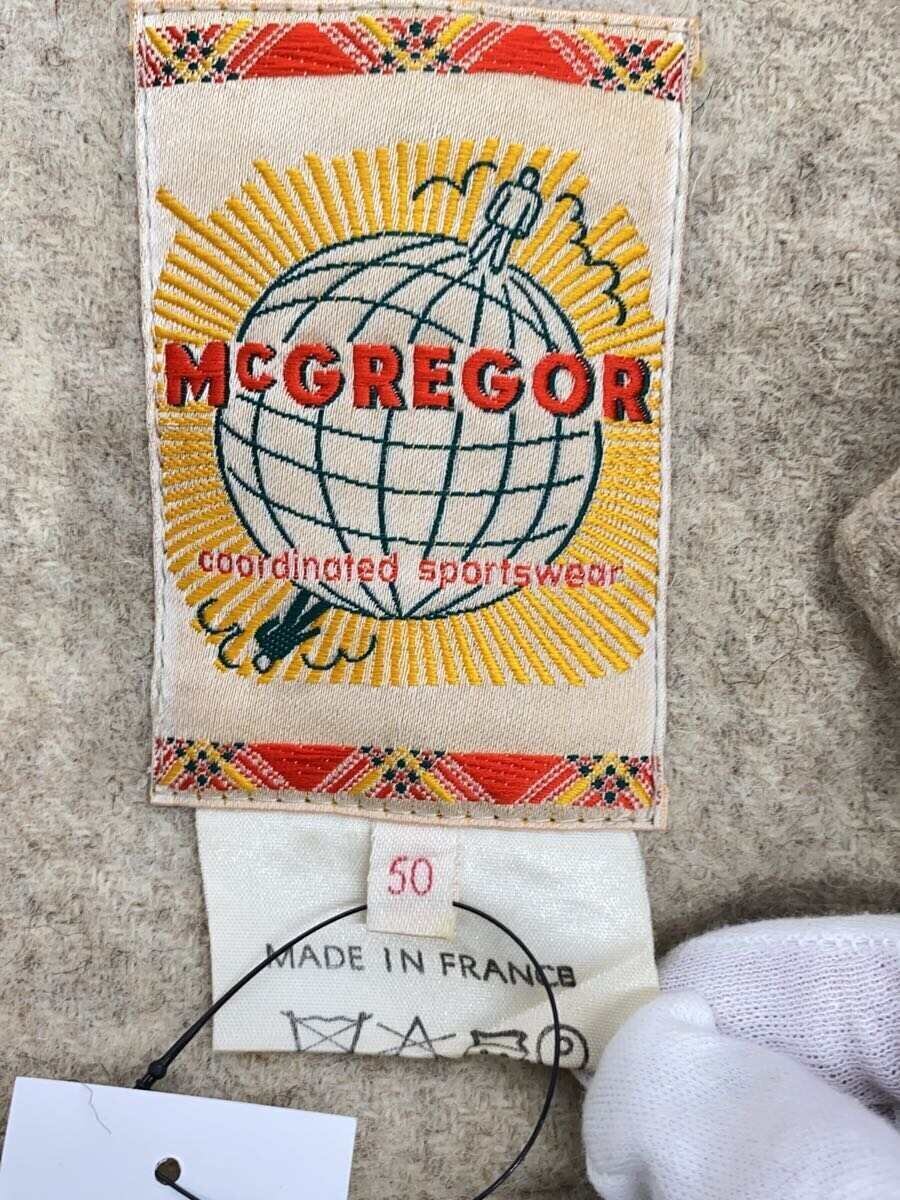 McGREGOR
coordinated sportswear
50
MADE IN FRANCE
P